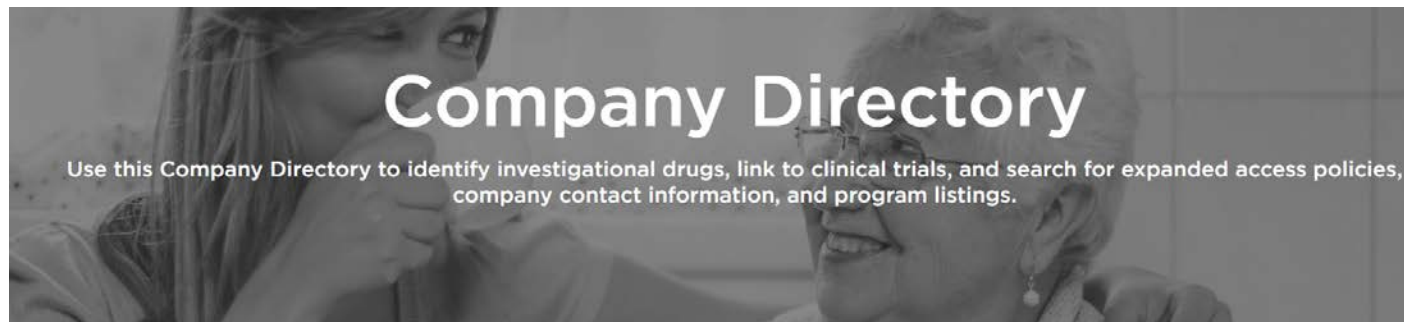 Company Directory
Use this Company Directory to identify investigational drugs, link to clinical trials, and search for expanded access policies,
company contact information, and program listings.